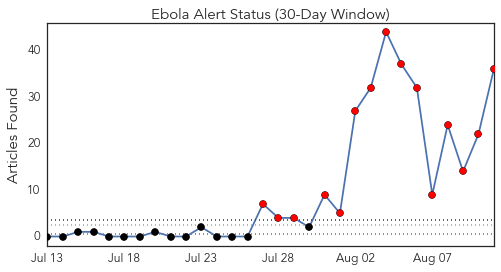 Ebola Alert Status (30-Day Window)
Articles Found
40
30
20
10
0
Jul 13 Jul 18 Jul 23 Jul 28 Aug 02 Aug 07